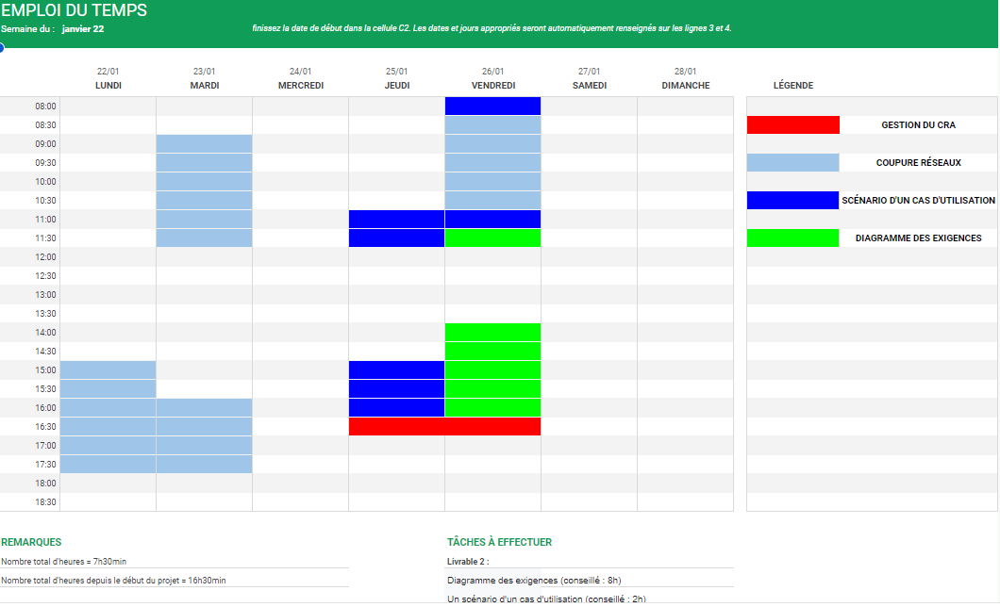 EMPLOI DU TEMPS
Semaine du : janvier 22
finissez la date de début dans la cellule C2. Les dates et jours appropriés seront automatiquement renseignés sur les lignes 3 et 4.
22/01 23/01 24/01 25/01 26/01 27/01 28/01
LUNDI MARDI MERCREDI JEUDI VENDREDI SAMEDI DIMANCHE LÉGENDE
08:00
08:30 GESTION DU CRA
09:00
09:30 COUPURE RÉSEAUX
10:00
10:30 SCÉNARIO D'UN CAS D'UTILISATION
11:00
11:30 DIAGRAMME DES EXIGENCES
12:00
12:30
13:00
13:30
14:00
14:30
15:00
15:30
16:00
16:30
17:00
17:30
18:00
18:30
REMARQUES TÂCHES À EFFECTUER
Nombre total d'heures = 7h30min Livrable 2 :
Nombre total d'heures depuis le début du projet = 16h30min Diagramme des exigences (conseillé : 8h)
Un scénario d'un cas d'utilisation (conseillé : 2h)